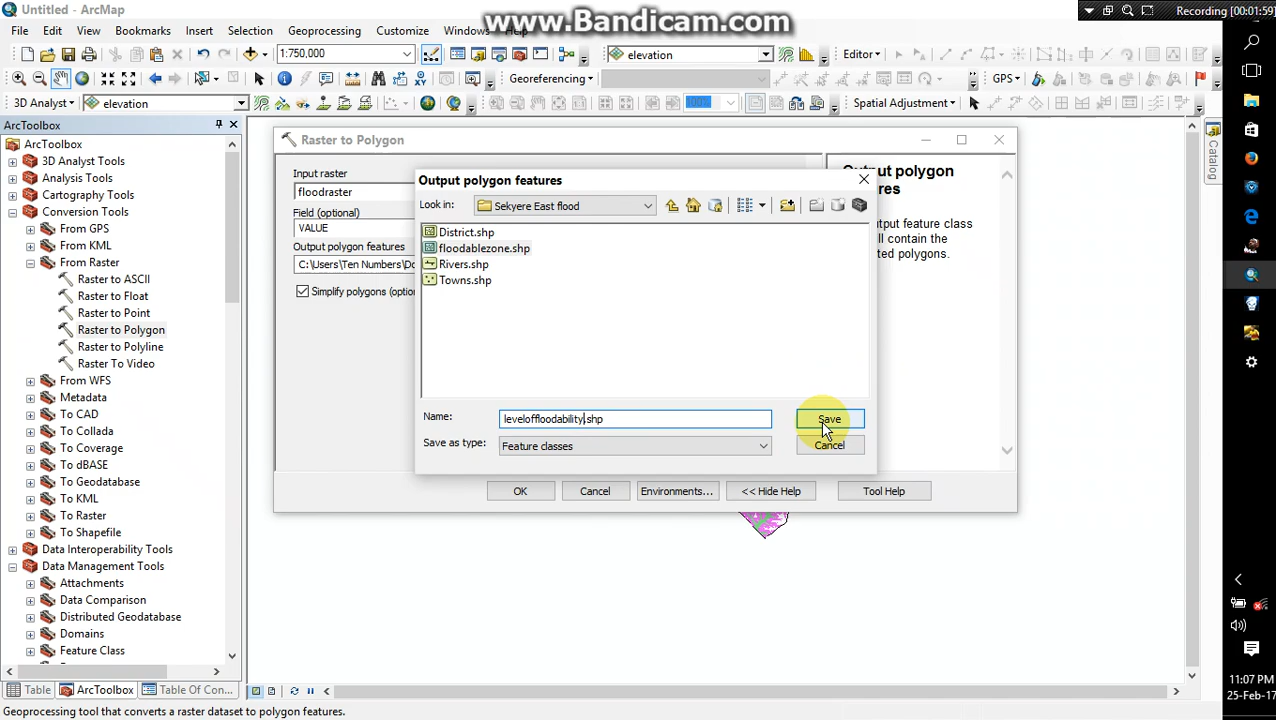 Untitled - ArcMap
www.Bandicam.com
Recording [00:01:59]
File Edit View Bookmarks Insert Selection Geoprocessing Customize Windows
1:750,000
elevation
Editor
Georeferencing
GPS
3D Analyst
elevation
100%
Spatial Adjustment
ArcToolbox
ArcToolbox
3D Analyst Tools
Analysis Tools
Cartography Tools
Conversion Tools
From GPS
From KML
From Raster
Raster to ASCII
Raster to Float
Raster to Point
Raster to Polygon
Raster to Polyline
Raster To Video
From WFS
Metadata
To CAD
To Collada
To Coverage
To dBASE
To Geodatabase
To KML
To Raster
To Shapefile
Data Interoperability Tools
Data Management Tools
Attachments
Data Comparison
Distributed Geodatabase
Domains
Feature Class
Table
ArcToolbox
Table Of Con...
Geoprocessing tool that converts a raster dataset to polygon features.
Raster to Polygon
Input raster
floodraster
Field (optional)
VALUE
Output polygon features
C:\Users\Ten Numbers\Do
Simplify polygons (option
OK
Cancel
Environments...
<< Hide Help
Tool Help
Output polygon
utput feature class
ll contain the
ted polygons.
Output polygon features
Look in:
Sekyere East flood
District.shp
floodablezone.shp
Rivers.shp
Towns.shp
Name:
leveloffloodability.shp
Save
Save as type:
Feature classes
Cancel
Catalog
11:07 PM
25-Feb-17